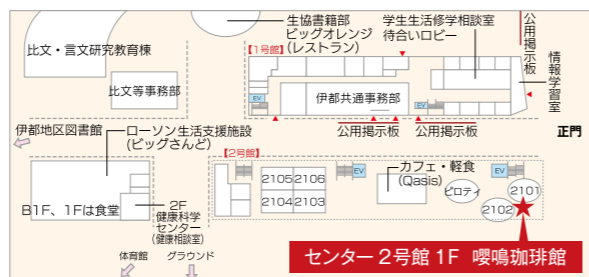 生協書籍部
ビッグオレンジ
(レストラン)
学生生活修学相談室
待合いロビー
公用掲示板
比文・言文研究教育棟
【1号館】
情報学習室
比文等事務部
EV
伊都共通事務部
EV
伊都地区図書館
ローソン生活支援施設
(ビッグさんど)
公用掲示板
公用掲示板
正門
【2号館】
2105
2106
EV
カフェ・軽食
(Qasis)
EV
2101
ピロティ
2104
2103
2102
B1F、1Fは食堂
2F
健康科学
センター
(健康相談室)
センター2号館1F 嚶鳴珈琲館
体育館
グラウンド